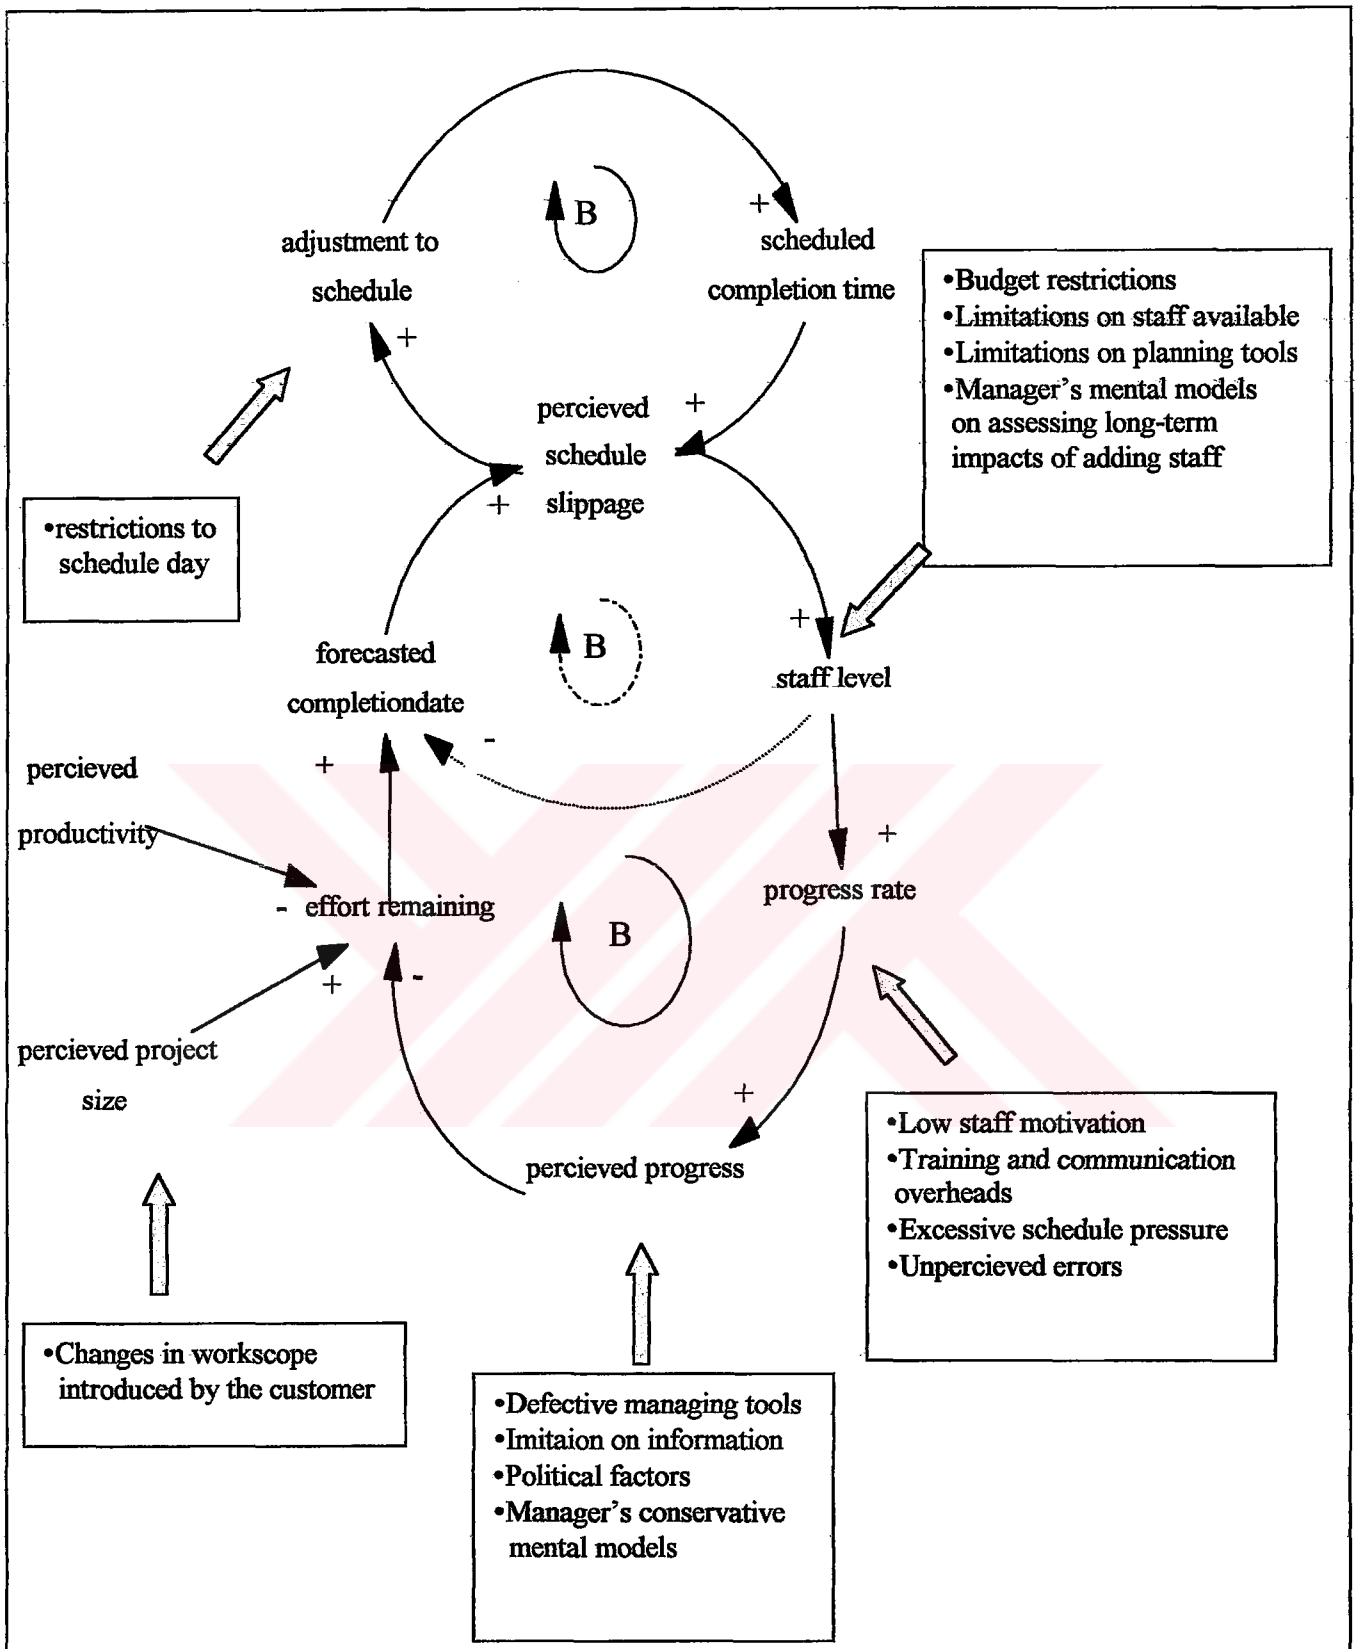 B
+
adjustment to
schedule
scheduled
completion time
+
+
percieved
schedule
slippage
+
•Budget restrictions
•Limitations on staff available
•Limitations on planning tools
•Manager's mental models
on assessing long-term
impacts of adding staff
•restrictions to
schedule day
B
+
forecasted
completiondate
staff level
-
+
percieved
productivity
+
- effort remaining
progress rate
B
+
-
percieved project
size
+
percieved progress
•Low staff motivation
•Training and communication
overheads
•Excessive schedule pressure
•Unpercieved errors
•Changes in workscope
introduced by the customer
•Defective managing tools
•Imitaion on information
•Political factors
•Manager's conservative
mental models